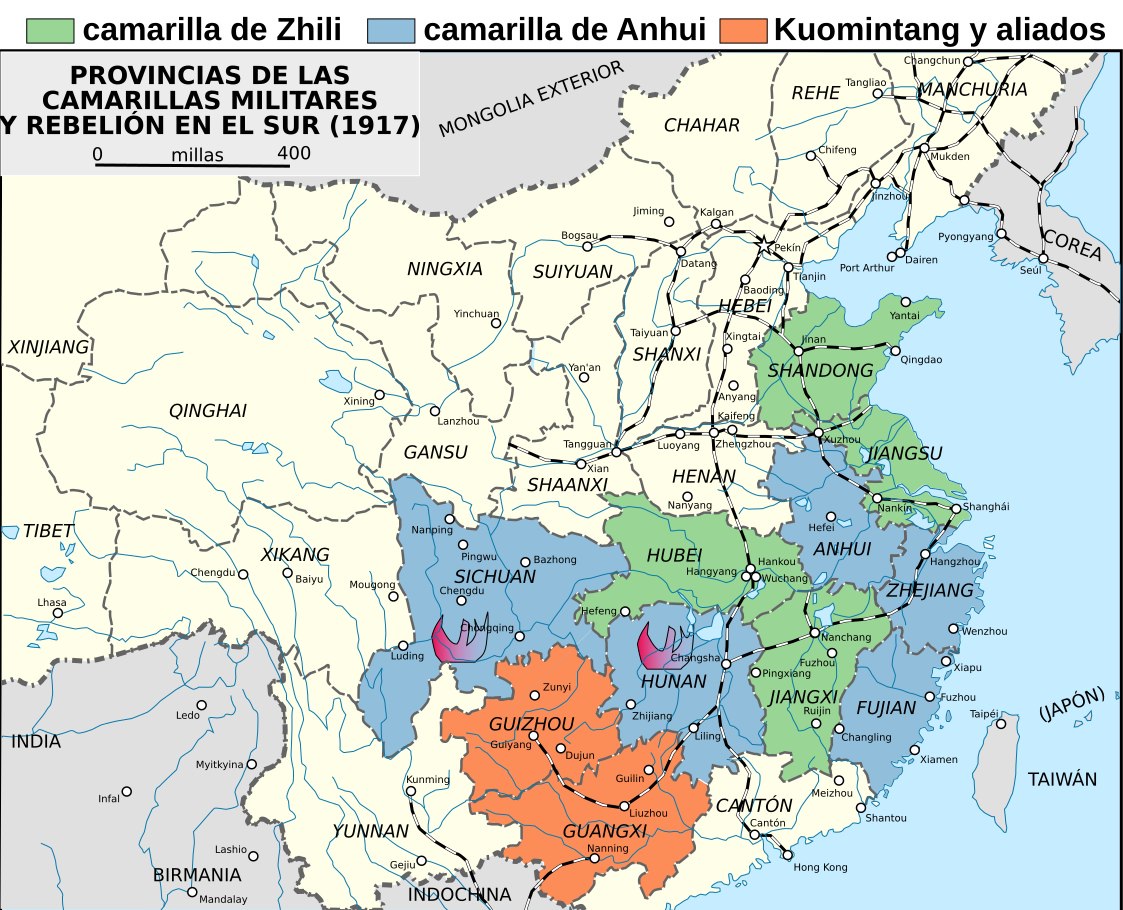 camarilla de Zhili
camarilla de Anhui
Kuomintang y aliados
PROVINCIAS DE LAS
CAMARILLAS MILITARES
Y REBELIÓN EN EL SUR (1917)
0 millas 400
MONGOLIA EXTERIOR
CHAHAR
REHE
Tangliao
Changchun
MANCHURIA
Chifeng
Mukden
Jinzhou
Jiming
Kalgan
Bogsau
Datang
Pekín
Tianjin
Pyongyang
COREA
Seúl
Port Arthur
Dairen
NINGXIA
SUIYUAN
Baoding
HEBEI
Yantai
Yinchuan
Taiyuan
Xingtai
Jinan
Qingdao
XINJIANG
SHANXI
SHANDONG
Yan'an
Anyang
Xining
Lanzhou
QINGHAI
Kaifeng
Tangguan
Luoyang
Zhengzhou
Xuzhou
GANSU
JIANGSU
Xian
SHAANXI
HENAN
Nanyang
Nankín
Shanghái
TIBET
Nanping
Hefei
XIKANG
Pingwu
Bazhong
HUBEI
Hankou
ANHUI
Hangzhou
Chengdu
Baiyu
SICHUAN
Hangyang
Wuchang
Mougong
Chengdu
ZHEJIANG
Lhasa
Hefeng
Chongqing
Nanchang
Wenzhou
Luding
Changsha
Fuzhou
Xiapu
HUNAN
Pingxiang
Zunyi
JIANGXI
Fuzhou
Ledo
Zhijiang
Ruijin
FUJIAN
Taipéi
(JAPÓN)
GUIZHOU
Guiyang
Liling
Changling
INDIA
Dujun
Xiamen
Myitkyina
Guilin
TAIWÁN
Kunming
Meizhou
Infal
Liuzhou
CANTÓN
Shantou
YUNNAN
GUANGXI
Cantón
Lashio
Nanning
Gejiu
Hong Kong
BIRMANIA
Mandalay
INDOCHINA